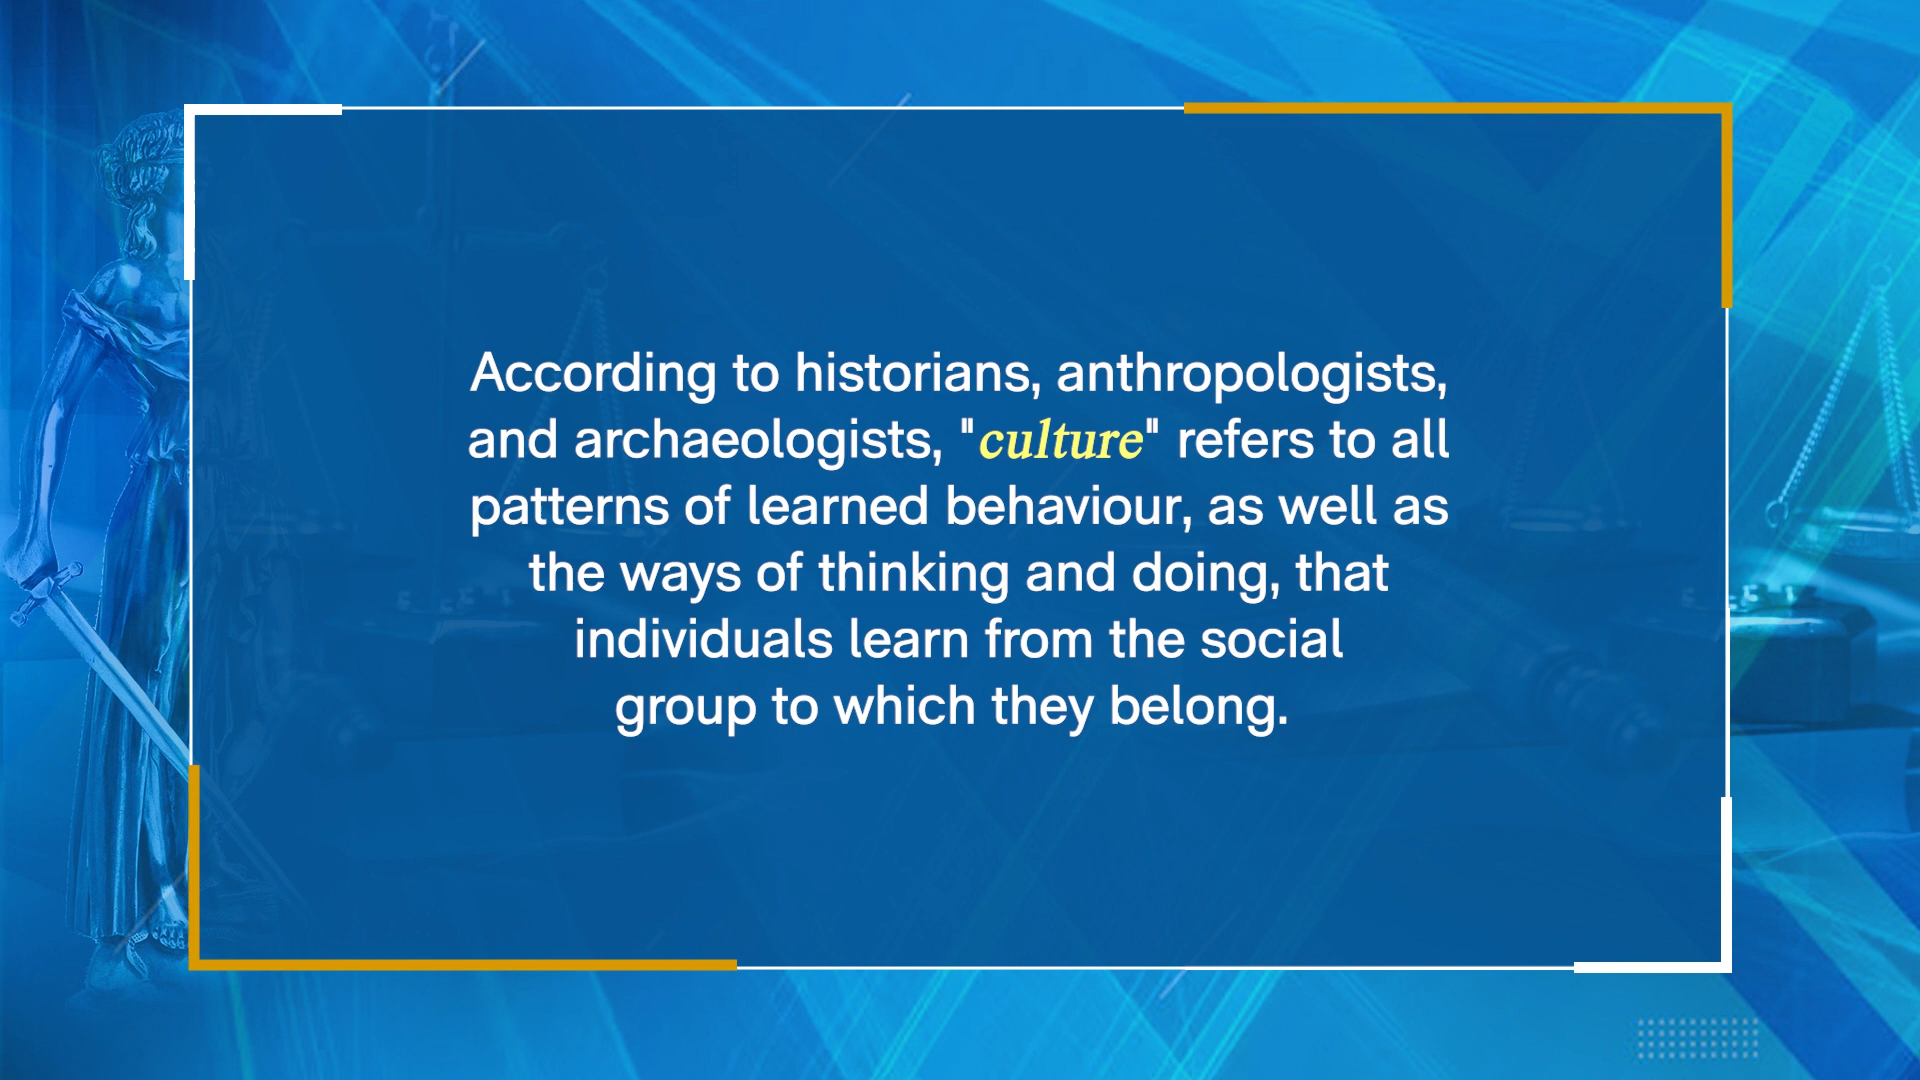 According to historians, anthropologists,
and archaeologists, "culture" refers to all
patterns of learned behaviour, as well as
the ways of thinking and doing, that
individuals learn from the social
group to which they belong.